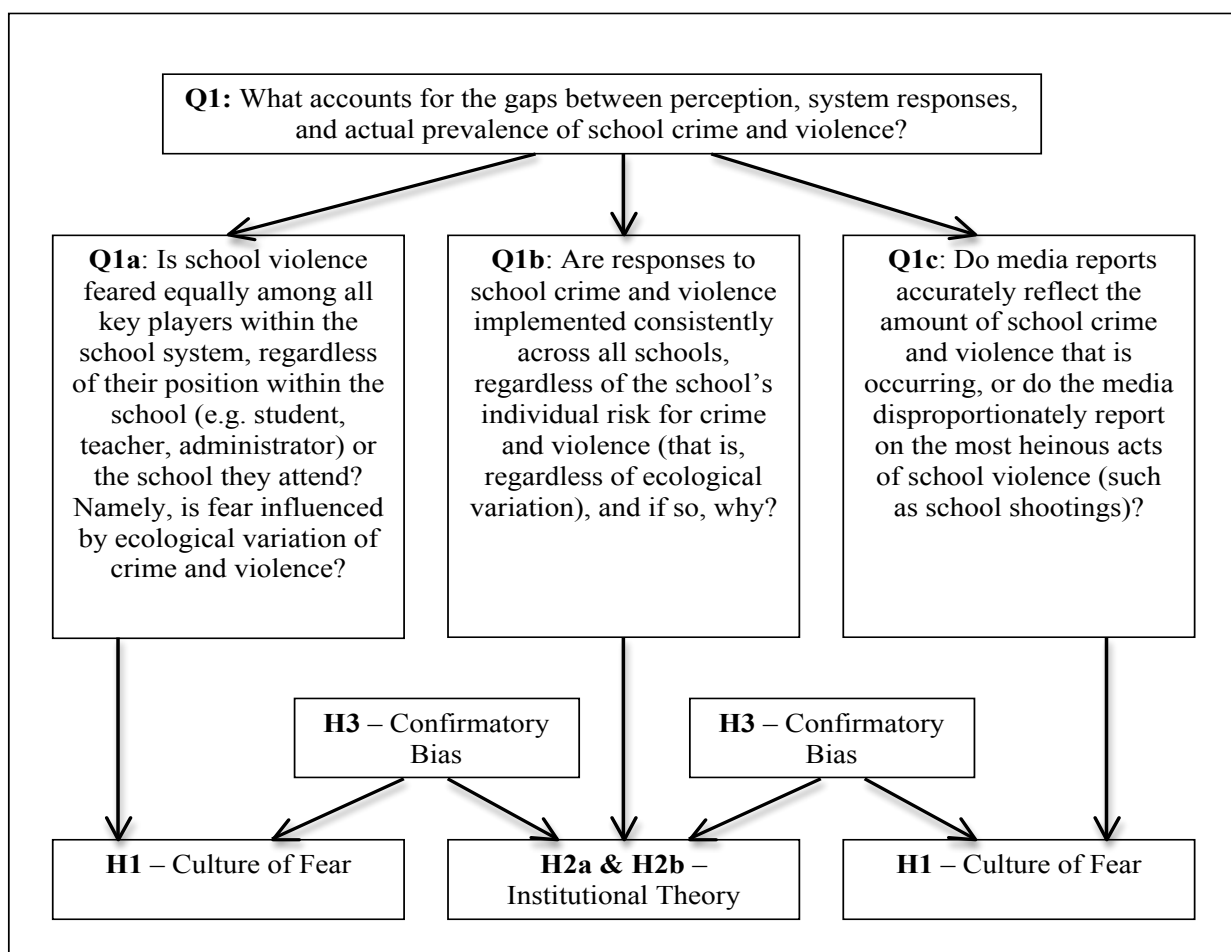 Q1: What accounts for the gaps between perception, system responses,
and actual prevalence of school crime and violence?
Q1a: Is school violence
feared equally among all
key players within the
school system, regardless
of their position within the
school (e.g. student,
teacher, administrator) or
the school they attend?
Namely, is fear influenced
by ecological variation of
crime and violence?
Q1b: Are responses to
school crime and violence
implemented consistently
across all schools,
regardless of the school’s
individual risk for crime
and violence (that is,
regardless of ecological
variation), and if so, why?
Q1c: Do media reports
accurately reflect the
amount of school crime
and violence that is
occurring, or do the media
disproportionately report
on the most heinous acts
of school violence (such
as school shootings)?
H3 – Confirmatory
Bias
H3 – Confirmatory
Bias
H1 – Culture of Fear
H2a & H2b –
Institutional Theory
H1 – Culture of Fear